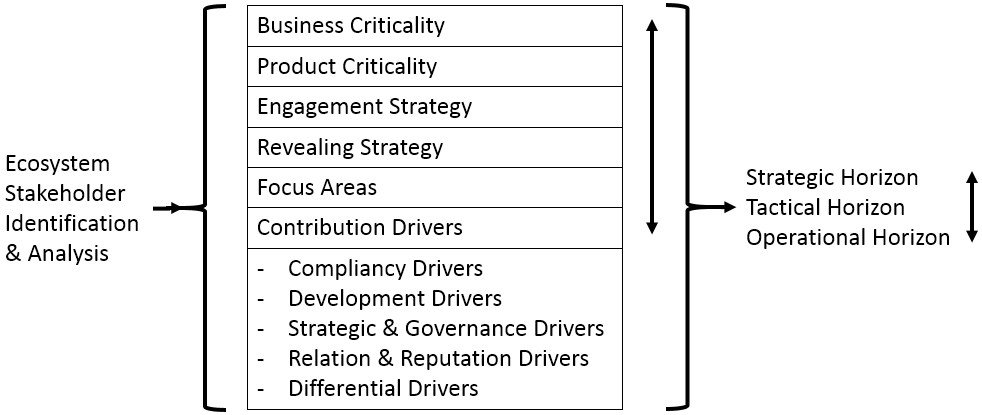 Ecosystem
Stakeholder
Identification
& Analysis
Business Criticality
Product Criticality
Engagement Strategy
Revealing Strategy
Focus Areas
Contribution Drivers
- Compliancy Drivers
- Development Drivers
- Strategic & Governance Drivers
- Relation & Reputation Drivers
- Differential Drivers
Strategic Horizon
Tactical Horizon
Operational Horizon